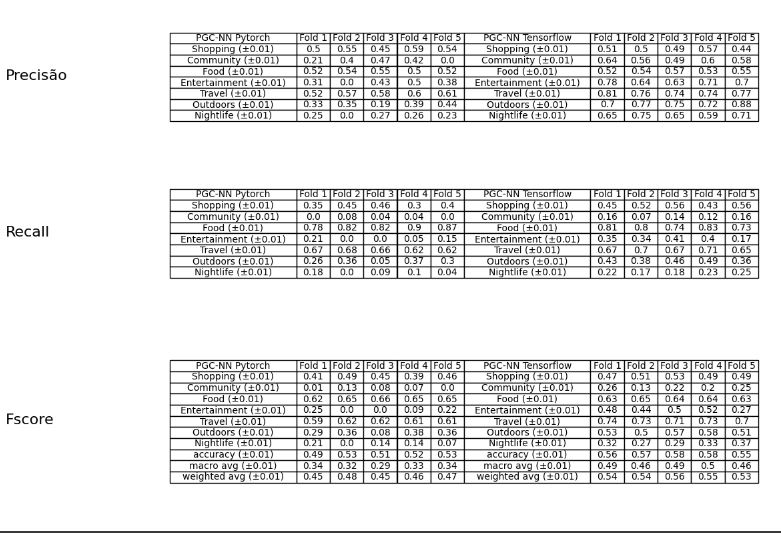 Precisão
PGC-NN Pytorch Fold 1 Fold 2 Fold 3 Fold 4 Fold 5 PGC-NN Tensorflow Fold 1 Fold 2 Fold 3 Fold 4 Fold 5
Shopping (±0.01) 0.5 0.55 0.45 0.59 0.54 Shopping (±0.01) 0.51 0.5 0.49 0.57 0.44
Community (±0.01) 0.21 0.4 0.47 0.42 0.0 Community (±0.01) 0.64 0.56 0.49 0.6 0.58
Food (±0.01) 0.52 0.54 0.55 0.5 0.52 Food (±0.01) 0.52 0.54 0.57 0.53 0.55
Entertainment (±0.01) 0.31 0.0 0.43 0.5 0.38 Entertainment (±0.01) 0.78 0.64 0.63 0.71 0.7
Travel (±0.01) 0.52 0.57 0.58 0.6 0.61 Travel (±0.01) 0.81 0.76 0.74 0.74 0.77
Outdoors (±0.01) 0.33 0.35 0.19 0.39 0.44 Outdoors (±0.01) 0.7 0.77 0.75 0.72 0.88
Nightlife (±0.01) 0.25 0.0 0.27 0.26 0.23 Nightlife (±0.01) 0.65 0.75 0.65 0.59 0.71
Recall
PGC-NN Pytorch Fold 1 Fold 2 Fold 3 Fold 4 Fold 5 PGC-NN Tensorflow Fold 1 Fold 2 Fold 3 Fold 4 Fold 5
Shopping (±0.01) 0.35 0.45 0.46 0.3 0.4 Shopping (±0.01) 0.45 0.52 0.56 0.43 0.56
Community (±0.01) 0.0 0.08 0.04 0.04 0.0 Community (±0.01) 0.16 0.07 0.14 0.12 0.16
Food (±0.01) 0.78 0.82 0.82 0.9 0.87 Food (±0.01) 0.81 0.8 0.74 0.83 0.73
Entertainment (±0.01) 0.21 0.0 0.0 0.05 0.15 Entertainment (±0.01) 0.35 0.34 0.41 0.4 0.17
Travel (±0.01) 0.67 0.68 0.66 0.62 0.62 Travel (±0.01) 0.67 0.7 0.67 0.71 0.65
Outdoors (±0.01) 0.26 0.36 0.05 0.37 0.3 Outdoors (±0.01) 0.43 0.38 0.46 0.49 0.36
Nightlife (±0.01) 0.18 0.0 0.09 0.1 0.04 Nightlife (±0.01) 0.22 0.17 0.18 0.23 0.25
Fscore
PGC-NN Pytorch Fold 1 Fold 2 Fold 3 Fold 4 Fold 5 PGC-NN Tensorflow Fold 1 Fold 2 Fold 3 Fold 4 Fold 5
Shopping (±0.01) 0.41 0.49 0.45 0.39 0.46 Shopping (±0.01) 0.47 0.51 0.53 0.49 0.49
Community (±0.01) 0.01 0.13 0.08 0.07 0.0 Community (±0.01) 0.26 0.13 0.22 0.2 0.25
Food (±0.01) 0.62 0.65 0.66 0.65 0.65 Food (±0.01) 0.63 0.65 0.64 0.64 0.63
Entertainment (±0.01) 0.25 0.0 0.0 0.09 0.22 Entertainment (±0.01) 0.48 0.44 0.5 0.52 0.27
Travel (±0.01) 0.59 0.62 0.62 0.61 0.61 Travel (±0.01) 0.74 0.73 0.71 0.73 0.7
Outdoors (±0.01) 0.29 0.36 0.08 0.38 0.36 Outdoors (±0.01) 0.53 0.5 0.57 0.58 0.51
Nightlife (±0.01) 0.21 0.0 0.14 0.14 0.07 Nightlife (±0.01) 0.32 0.27 0.29 0.33 0.37
accuracy (±0.01) 0.49 0.53 0.51 0.52 0.53 accuracy (±0.01) 0.56 0.57 0.58 0.58 0.55
macro avg (±0.01) 0.34 0.32 0.29 0.33 0.34 macro avg (±0.01) 0.49 0.46 0.49 0.5 0.46
weighted avg (±0.01) 0.45 0.48 0.45 0.46 0.47 weighted avg (±0.01) 0.54 0.54 0.56 0.55 0.53